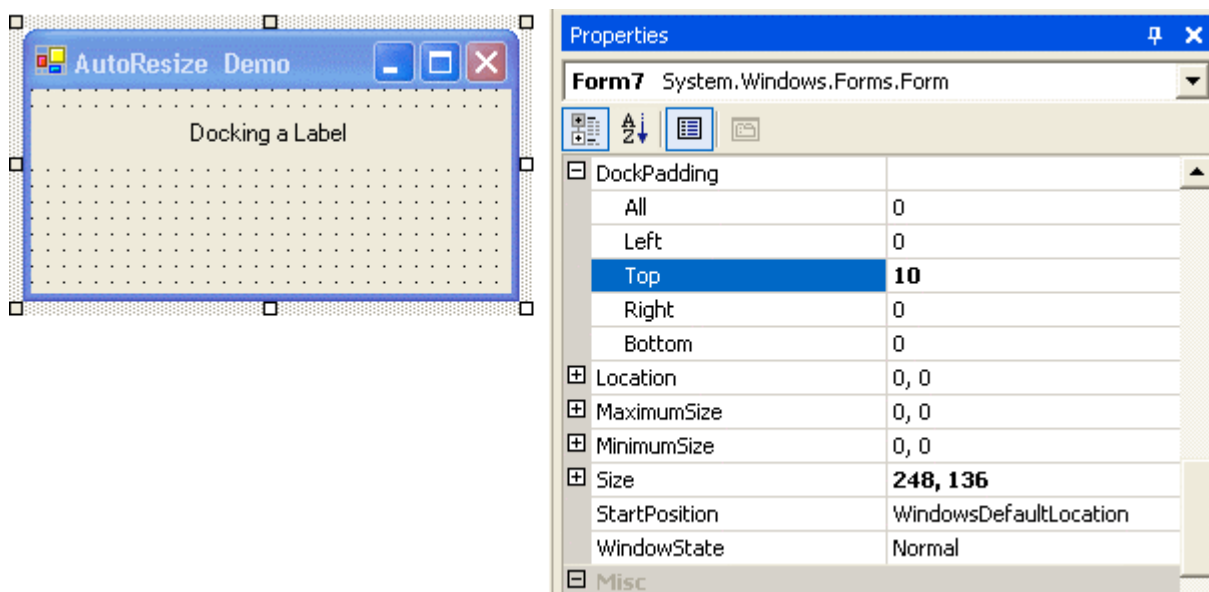 AutoResize Demo
Docking a Label
Properties
Form7 System.Windows.Forms.Form
DockPadding
All 0
Left 0
Top 10
Right 0
Bottom 0
Location 0, 0
MaximumSize 0, 0
MinimumSize 0, 0
Size 248, 136
StartPosition WindowsDefaultLocation
WindowState Normal
Misc